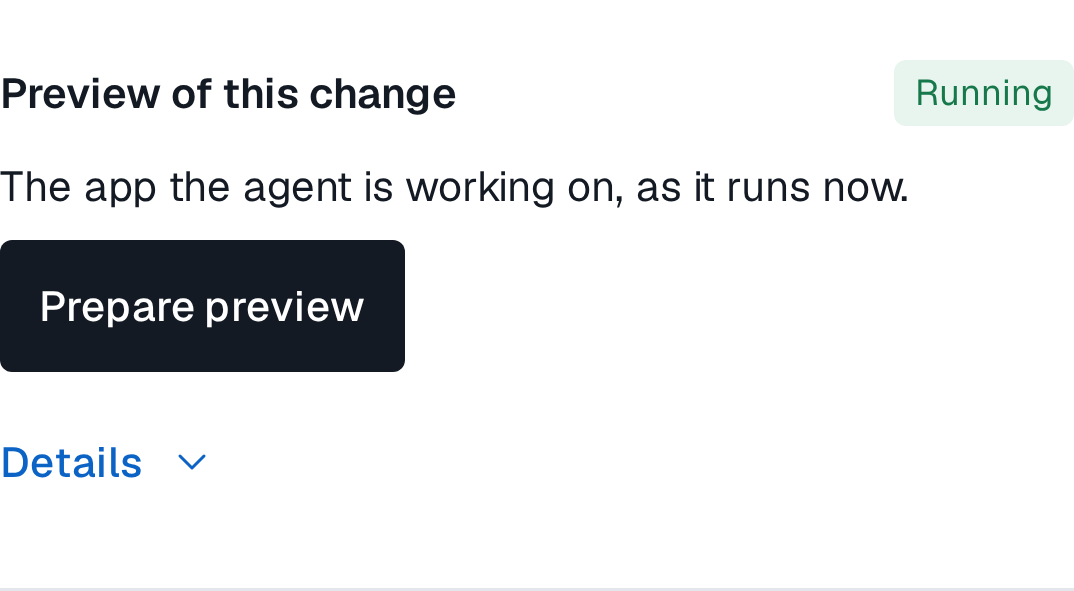 Preview of this change
Running
The app the agent is working on, as it runs now.
Prepare preview
Details